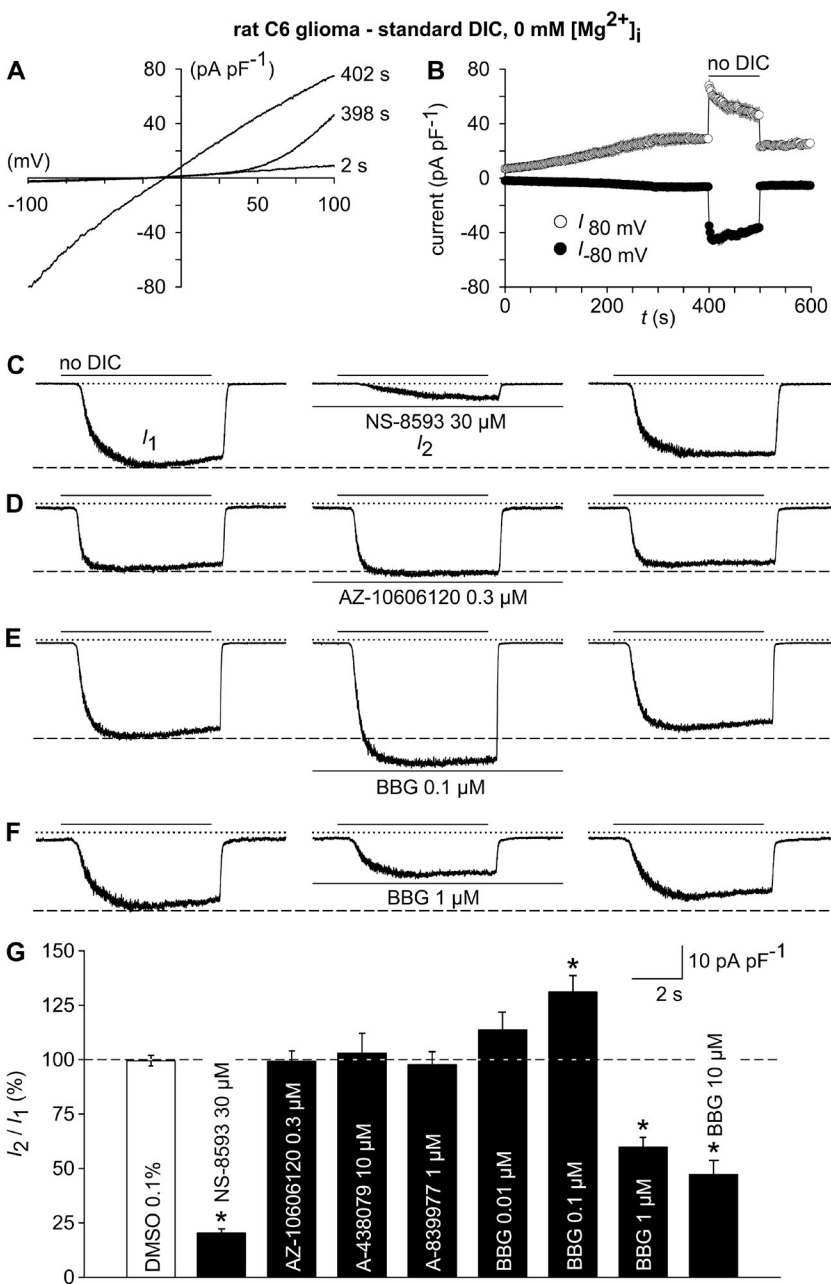 rat C6 glioma - standard DIC, 0 mM [Mg2+]i
A
80
(pA pF-1)
402 s
40
398 s
(mV)
2 s
-100
50
100
-40
-80
B
no DIC
80
40
0
-40
-80
current (pA pF-1)
I 80 mV
I -80 mV
0
200
400
600
t (s)
C
no DIC
I1
NS-8593 30 µM
I2
D
AZ-10606120 0.3 µM
E
BBG 0.1 µM
F
BBG 1 µM
G
10 pA pF-1
2 s
150
125
100
75
50
25
0
I2 / I1 (%)
DMSO 0.1%
* NS-8593 30 µM
AZ-10606120 0.3 µM
A-438079 10 µM
A-839977 1 µM
BBG 0.01 µM
*
BBG 0.1 µM
*
BBG 1 µM
* BBG 10 µM